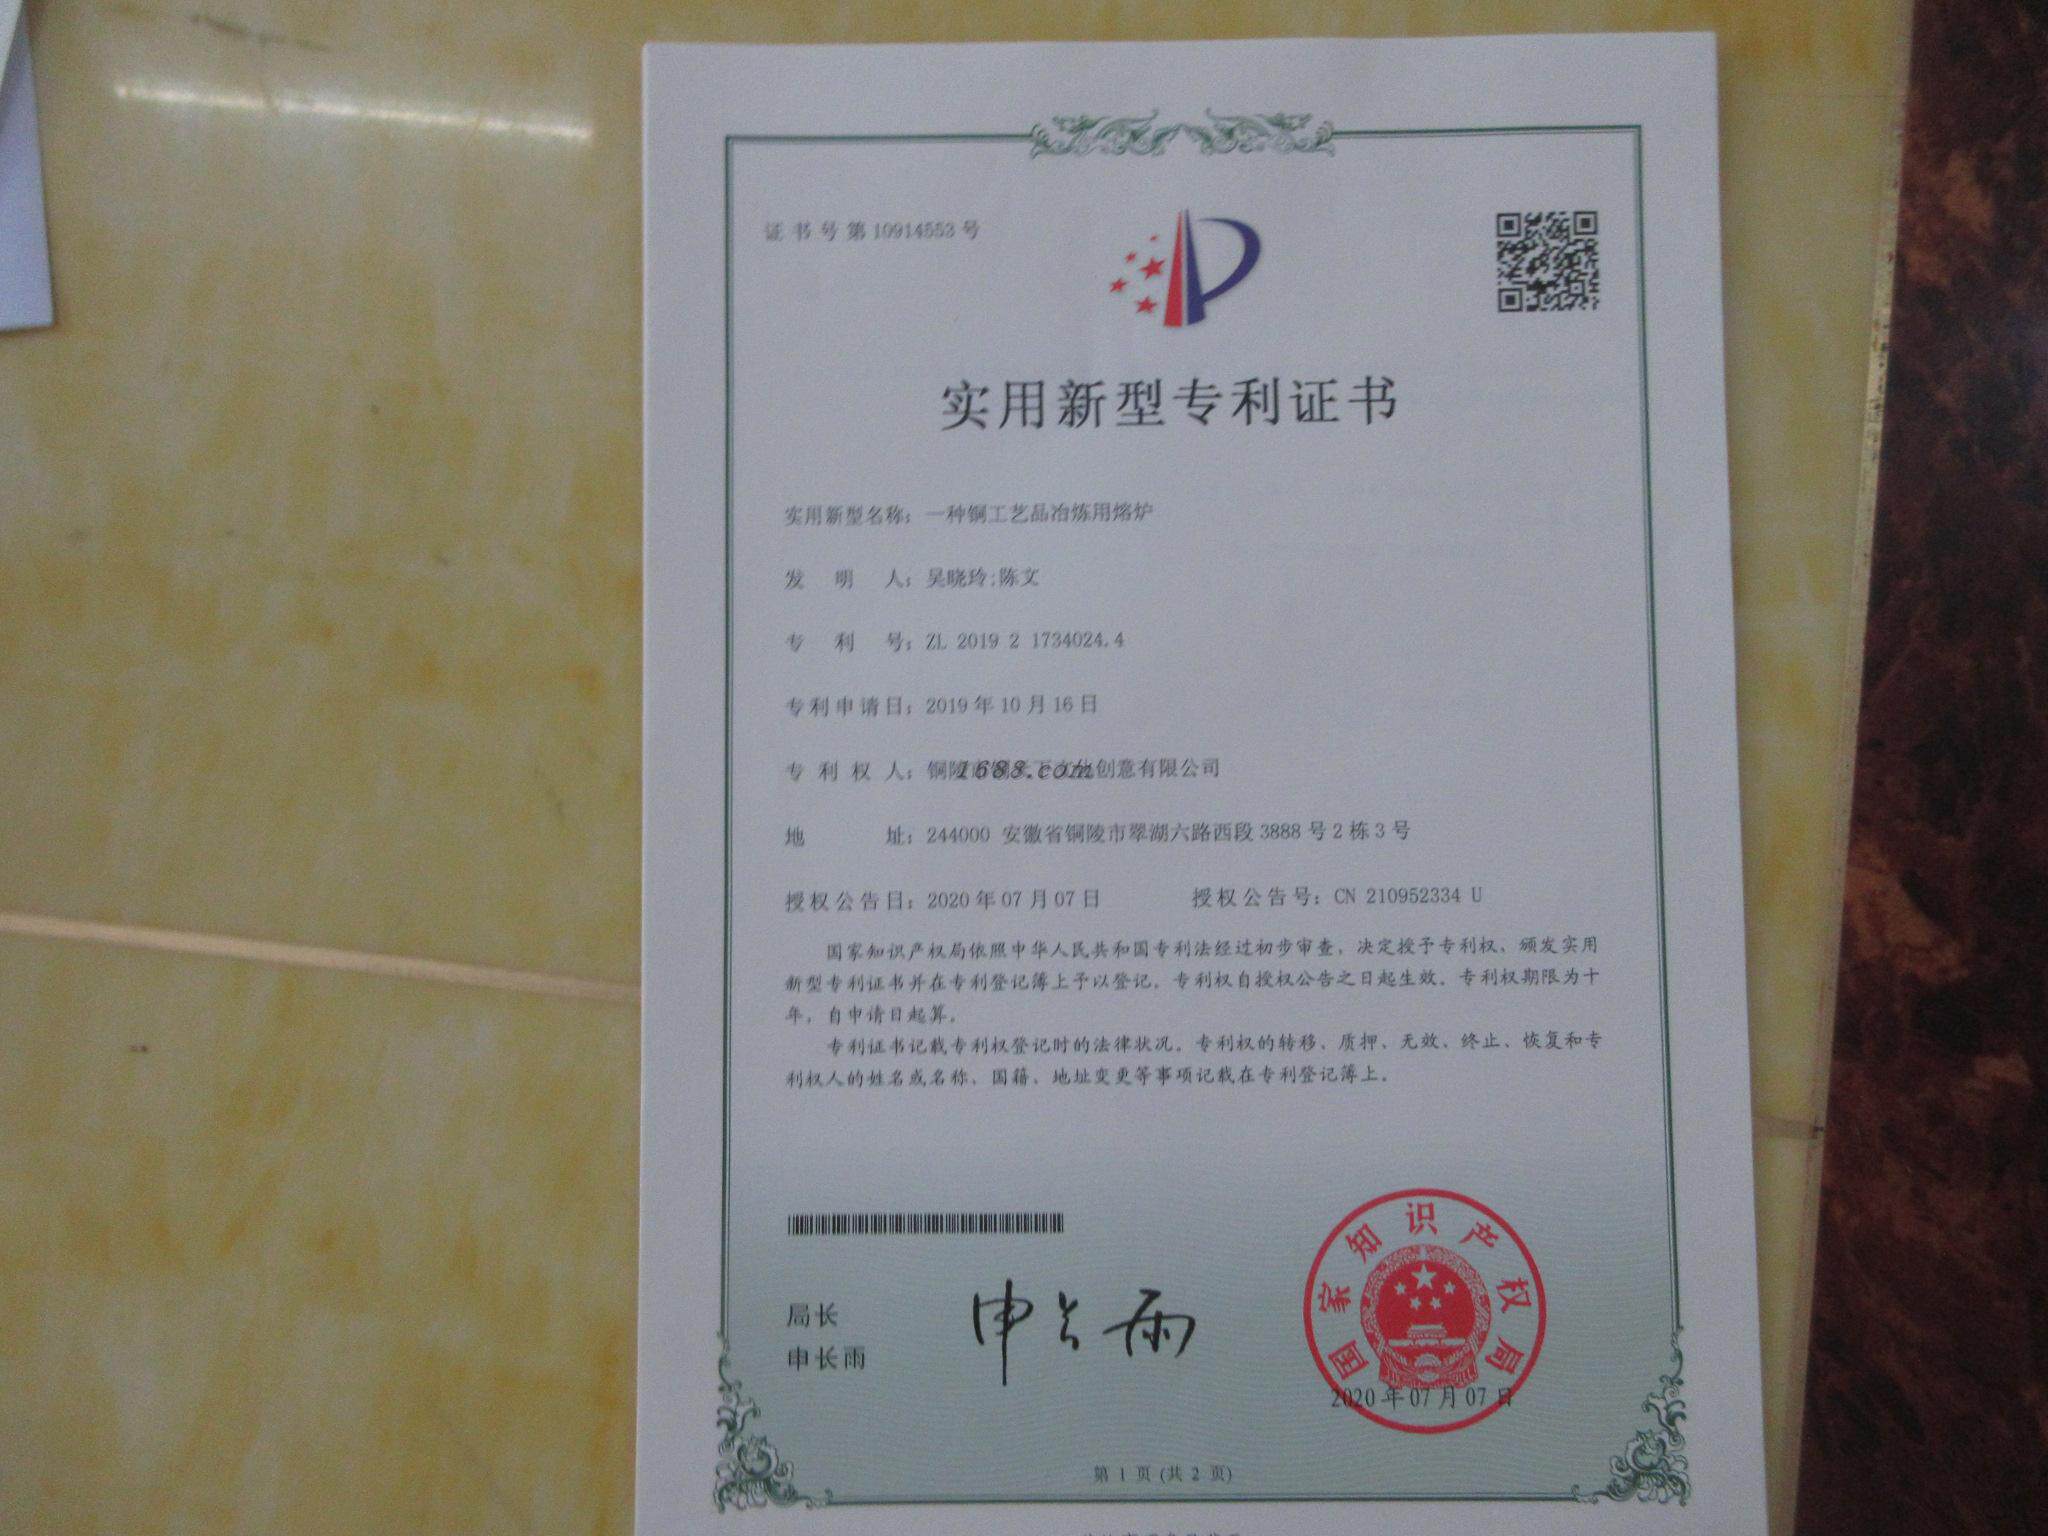 证书号第10914553号
实用新型专利证书
实用新型名称：一种铜工艺品冶炼用熔炉
发明人：吴晓玲;陈文
专利号：ZL 2019 2 1734024.4
专利申请日：2019年10月16日
专利权人：铜陵 创意有限公司
1688.com
地址：244000 安徽省铜陵市翠湖六路西段3888号2栋3号
授权公告日：2020年07月07日 授权公告号：CN 210952334 U
国家知识产权局依照中华人民共和国专利法经过初步审查，决定授予专利权，颁发实用
新型专利证书并在专利登记簿上予以登记。专利权自授权公告之日起生效。专利权期限为十
年，自申请日起算。
专利证书记载专利权登记时的法律状况。专利权的转移、质押、无效、终止、恢复和专
利权人的姓名或名称、国籍、地址变更等事项记载在专利登记簿上。
局长
申长雨
申长雨
国家知识产权局
2020年07月07日
第 1 页 (共 2 页)